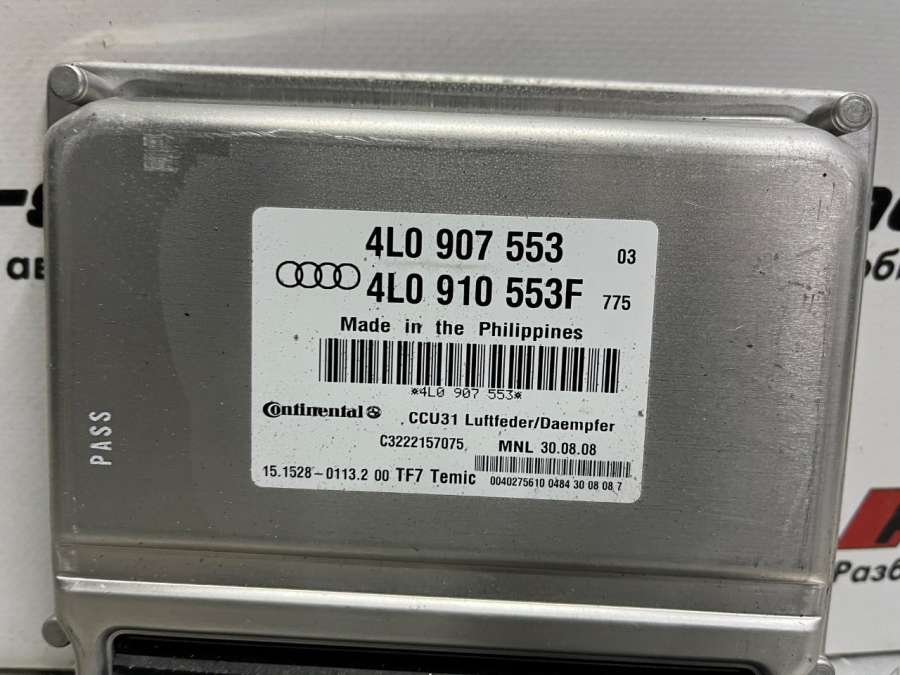 4L0 907 553 03
4L0 910 553F 775
Made in the Philippines
*4L0 907 553*
Continental CCU31 Luftfeder/Daempfer
C3222157075 MNL 30.08.08
15.1528-0113.2 00 TF7 Temic 0040275610 0484 30 08 08 7
PASS
ав
Разб